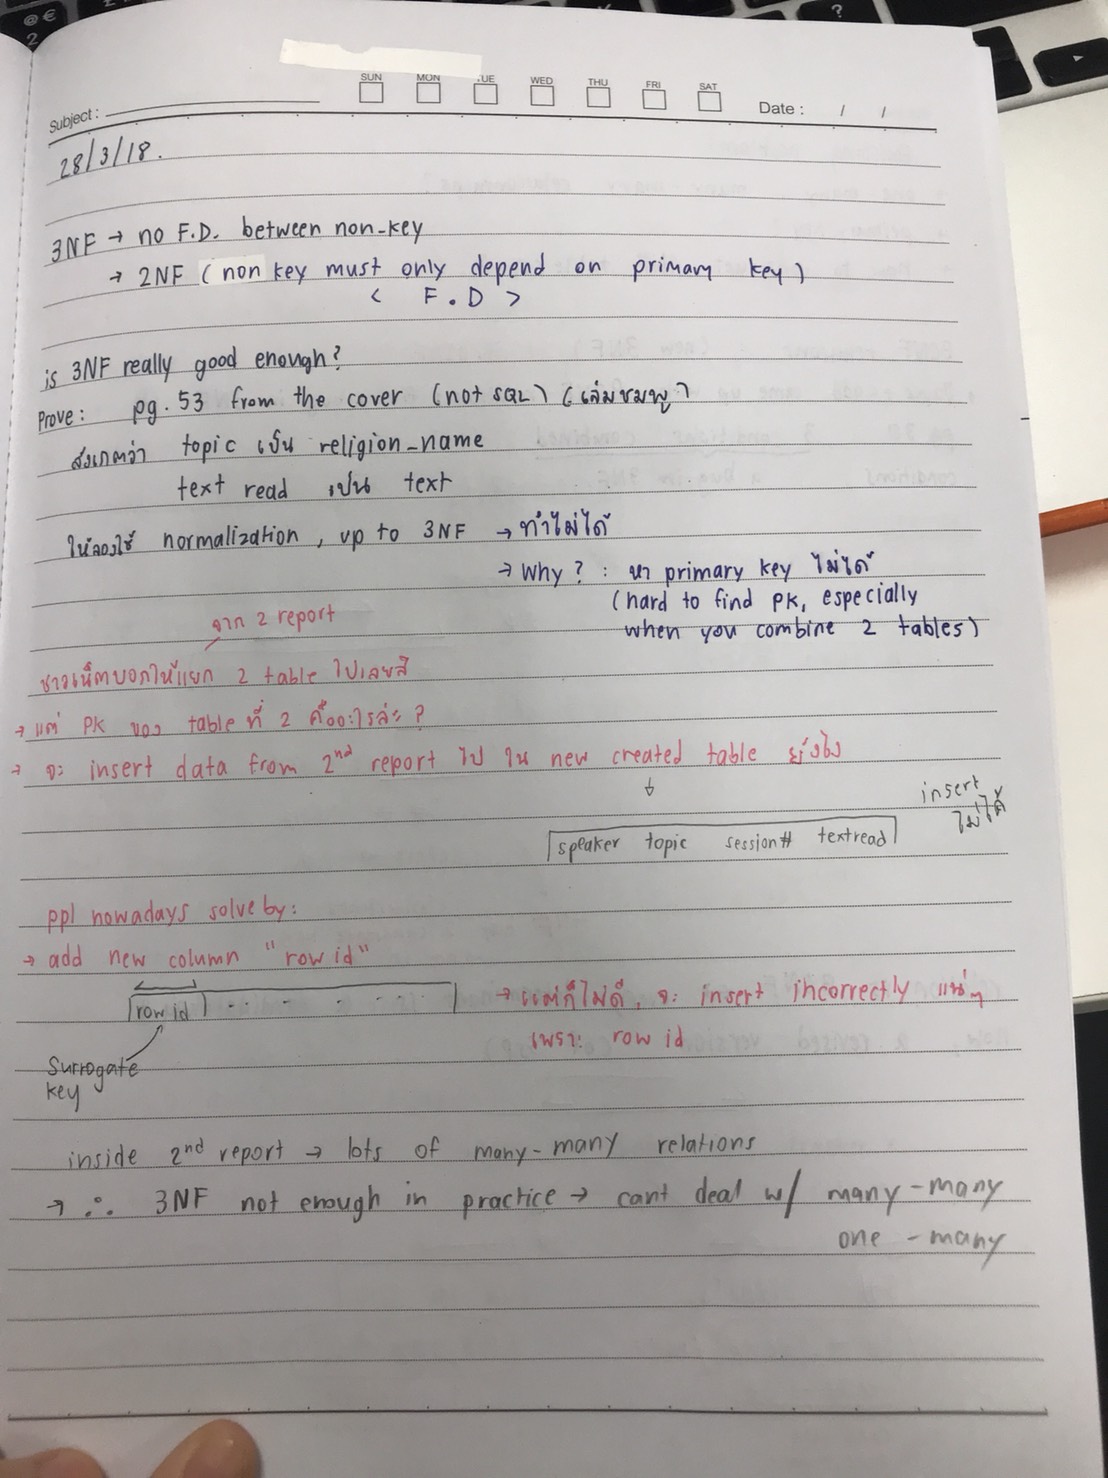 @ €
2
?
SUN MON TUE WED THU FRI SAT
Subject : Date : / /
28/3/18.
3NF → no F.D. between non-key
→ 2NF (non key must only depend on primary key)
< F.D >
is 3NF really good enough?
Prove: pg.53 from the cover (not SQL) (เล่มชมพู)
สังเกตว่า topic เป็น religion_name
text read เป็น text
ให้ลองใช้ normalization, up to 3NF → ทำไม่ได้
→ Why? : หา primary key ไม่ได้
(hard to find PK, especially
when you combine 2 tables)
จาก 2 report
ชาวเน็ตบอกให้แยก 2 table ไปเลยสิ
→ แต่ PK ของ table ที่ 2 คืออะไรล่ะ ?
→ จะ insert data from 2nd report ไป ใน new created table ยังไง
↓
insert
ไม่ได้
speaker topic session# textread
ppl nowadays solve by:
→ add new column "row id"
row id → แต่ก็ไม่ดี, จะ insert incorrectly แน่ๆ
เพราะ row id
Surrogate
key
inside 2nd report → lots of many-many relations
→ ∴ 3NF not enough in practice → cant deal w/ many-many
one-many